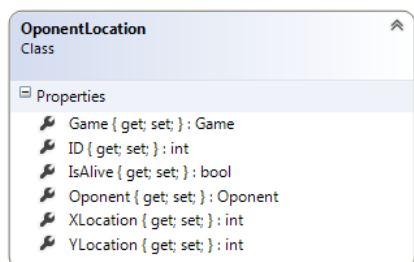 OponentLocation
Class
Properties
Game { get; set; } : Game
ID { get; set; } : int
IsAlive { get; set; } : bool
Oponent { get; set; } : Oponent
XLocation { get; set; } : int
YLocation { get; set; } : int